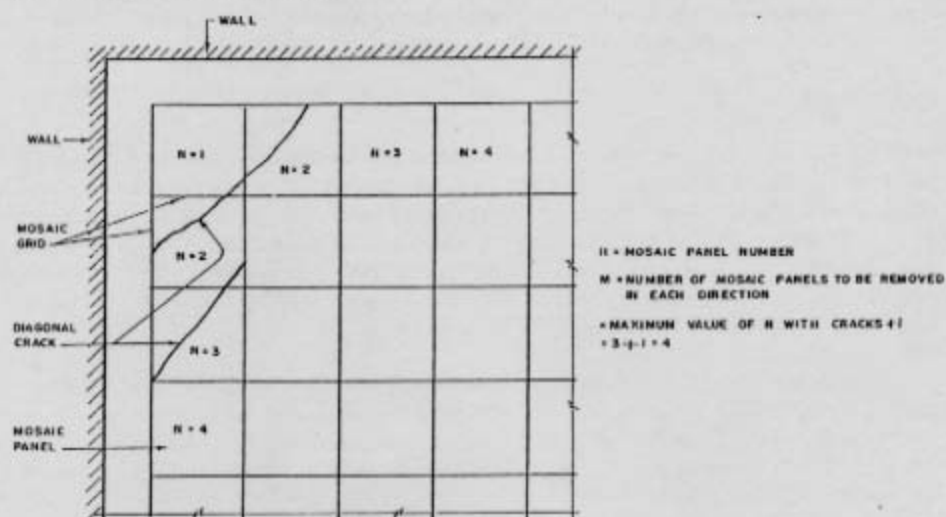 WALL
WALL
N = 1
N = 2
N = 3
N = 4
MOSAIC
GRID
N = 2
N = MOSAIC PANEL NUMBER
M = NUMBER OF MOSAIC PANELS TO BE REMOVED
IN EACH DIRECTION
DIAGONAL
CRACK
N = 3
= MAXIMUM VALUE OF N WITH CRACKS +1
= 3 + 1 = 4
MOSAIC
PANEL
N = 4